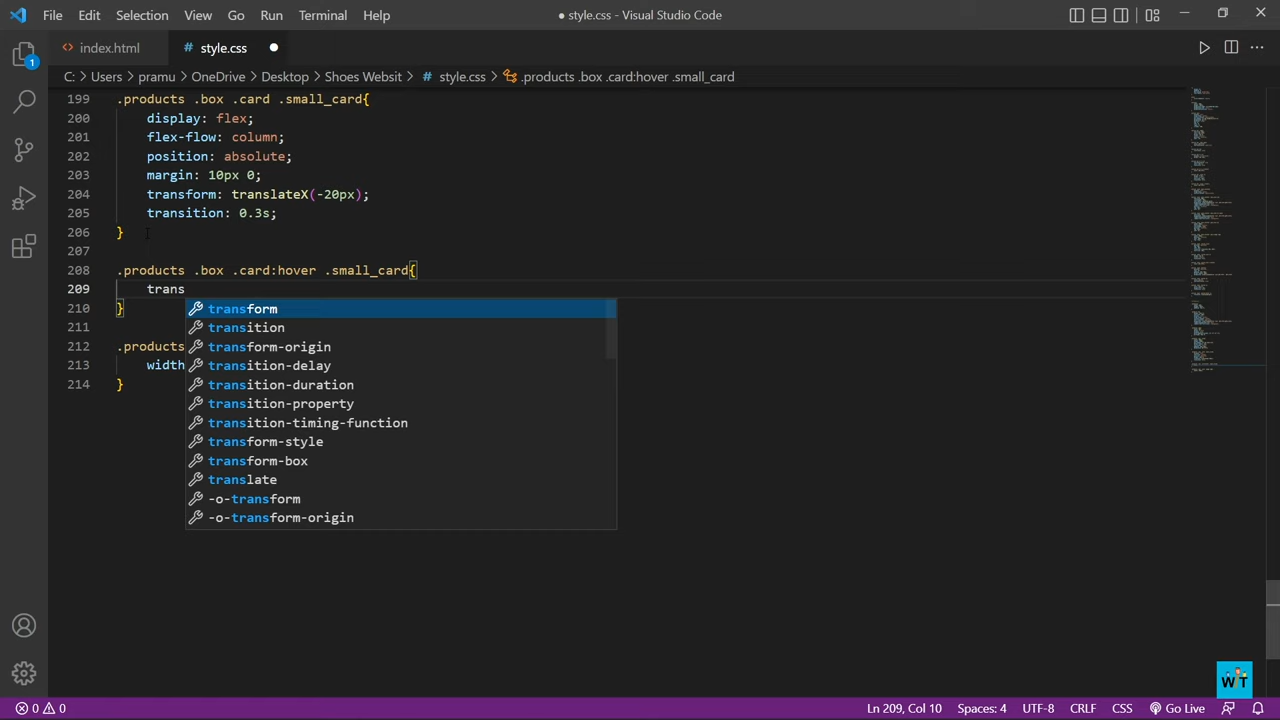 File Edit Selection View Go Run Terminal Help
● style.css - Visual Studio Code
<> index.html
# style.css ●
C: > Users > pramu > OneDrive > Desktop > Shoes Websit > # style.css > .products .box .card:hover .small_card
1
199 .products .box .card .small_card{
200 display: flex;
201 flex-flow: column;
202 position: absolute;
203 margin: 10px 0;
204 transform: translateX(-20px);
205 transition: 0.3s;
206 }
207
208 .products .box .card:hover .small_card{
209 trans
210 }
211
212 .products
213 width
214 }
transform
transition
transform-origin
transition-delay
transition-duration
transition-property
transition-timing-function
transform-style
transform-box
translate
-o-transform
-o-transform-origin
WT
0 0 Ln 209, Col 10 Spaces: 4 UTF-8 CRLF CSS Go Live